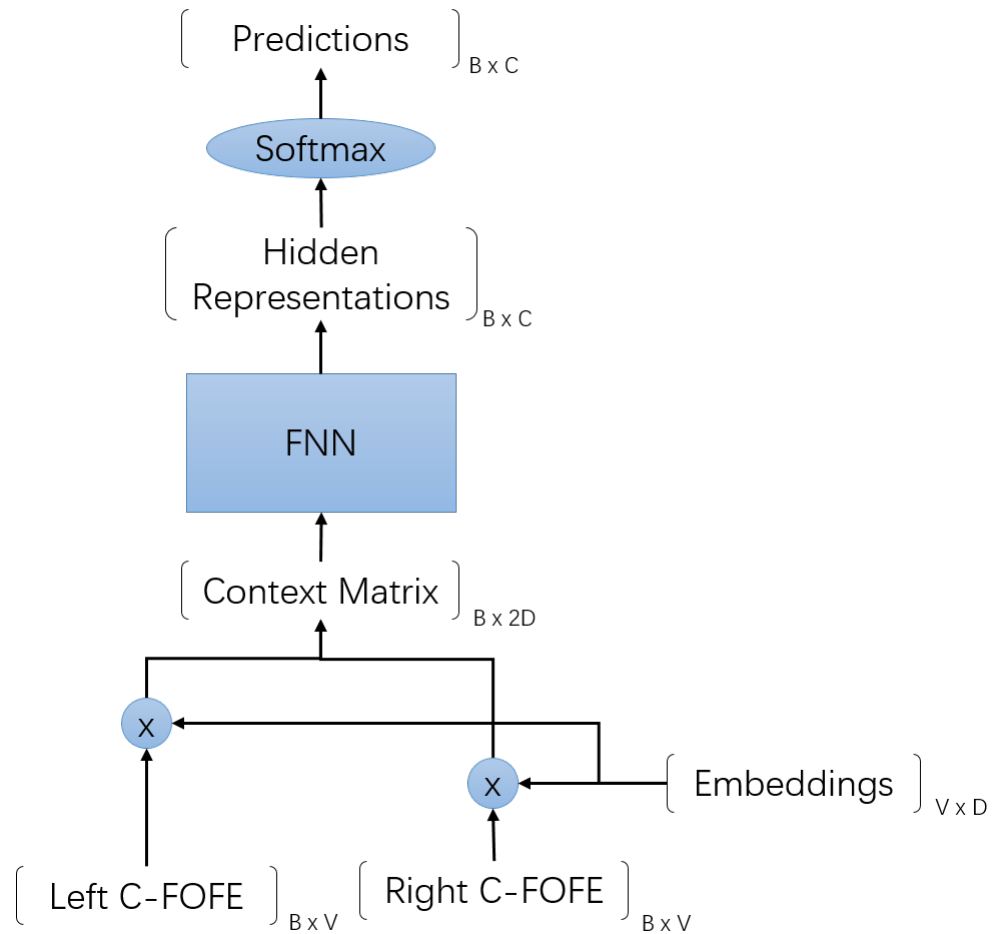 Predictions
B x C
Softmax
Hidden
Representations
B x C
FNN
Context Matrix
B x 2D
x
x
Embeddings
V x D
Left C-FOFE
B x V
Right C-FOFE
B x V